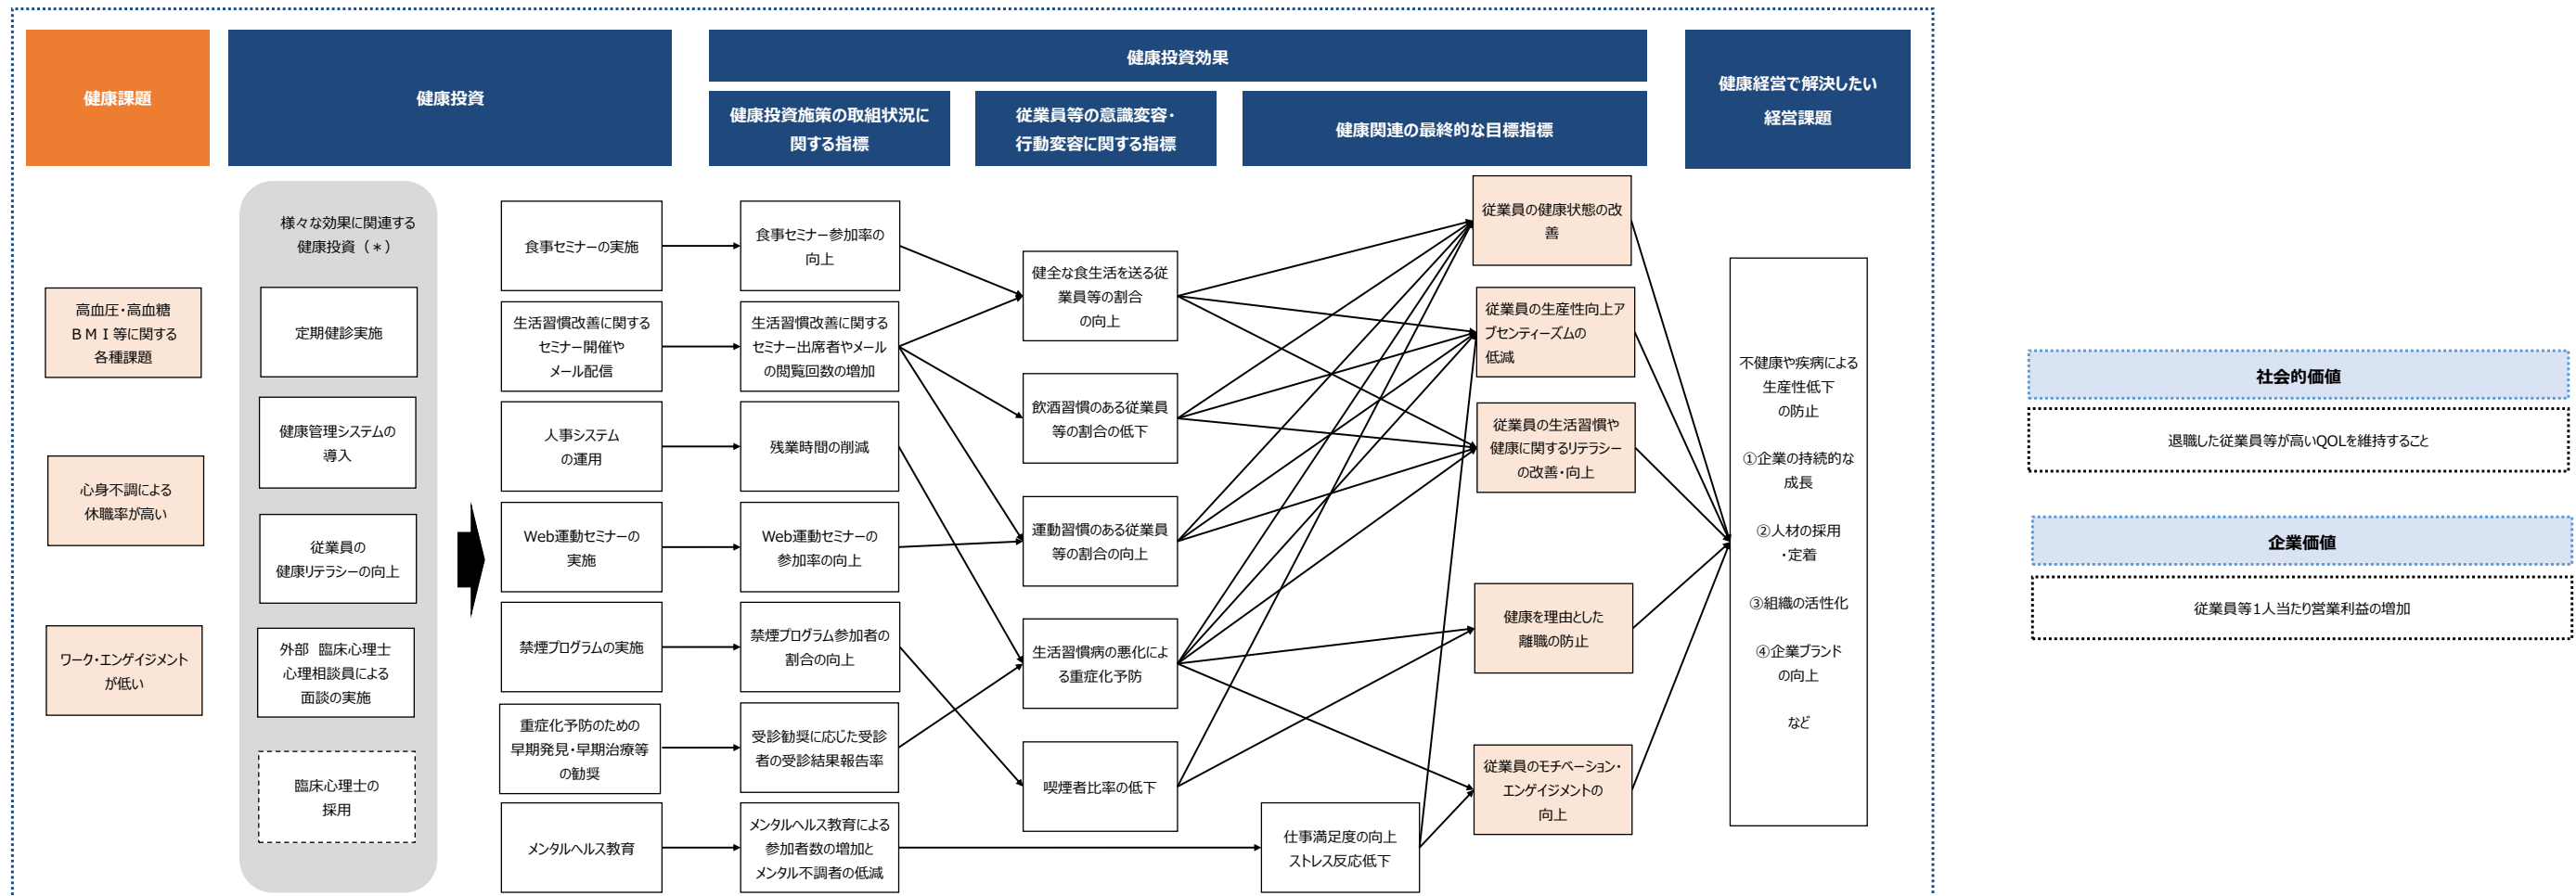 健康課題
健康投資
健康投資効果
健康投資施策の取組状況に
関する指標
従業員等の意識変容・
行動変容に関する指標
健康関連の最終的な目標指標
健康経営で解決したい
経営課題
高血圧・高血糖
ＢＭＩ等に関する
各種課題
心身不調による
休職率が高い
ワーク・エンゲイジメント
が低い
様々な効果に関連する
健康投資（＊）
定期健診実施
健康管理システムの
導入
従業員の
健康リテラシーの向上
外部 臨床心理士
心理相談員による
面談の実施
臨床心理士の
採用
食事セミナーの実施
生活習慣改善に関する
セミナー開催や
メール配信
人事システム
の運用
Web運動セミナーの
実施
禁煙プログラムの実施
重症化予防のための
早期発見・早期治療等
の勧奨
メンタルヘルス教育
食事セミナー参加率の
向上
生活習慣改善に関する
セミナー出席者やメール
の閲覧回数の増加
残業時間の削減
Web運動セミナーの
参加率の向上
禁煙プログラム参加者の
割合の向上
受診勧奨に応じた受診
者の受診結果報告率
メンタルヘルス教育による
参加者数の増加と
メンタル不調者の低減
健全な食生活を送る従
業員等の割合
の向上
飲酒習慣のある従業員
等の割合の低下
運動習慣のある従業員
等の割合の向上
生活習慣病の悪化によ
る重症化予防
喫煙者比率の低下
仕事満足度の向上
ストレス反応低下
従業員の健康状態の改
善
従業員の生産性向上ア
ブセンティーズムの
低減
従業員の生活習慣や
健康に関するリテラシー
の改善・向上
健康を理由とした
離職の防止
従業員のモチベーション・
エンゲイジメントの
向上
不健康や疾病による
生産性低下
の防止
①企業の持続的な
成長
②人材の採用
・定着
③組織の活性化
④企業ブランド
の向上
など
社会的価値
退職した従業員等が高いQOLを維持すること
企業価値
従業員等1人当たり営業利益の増加